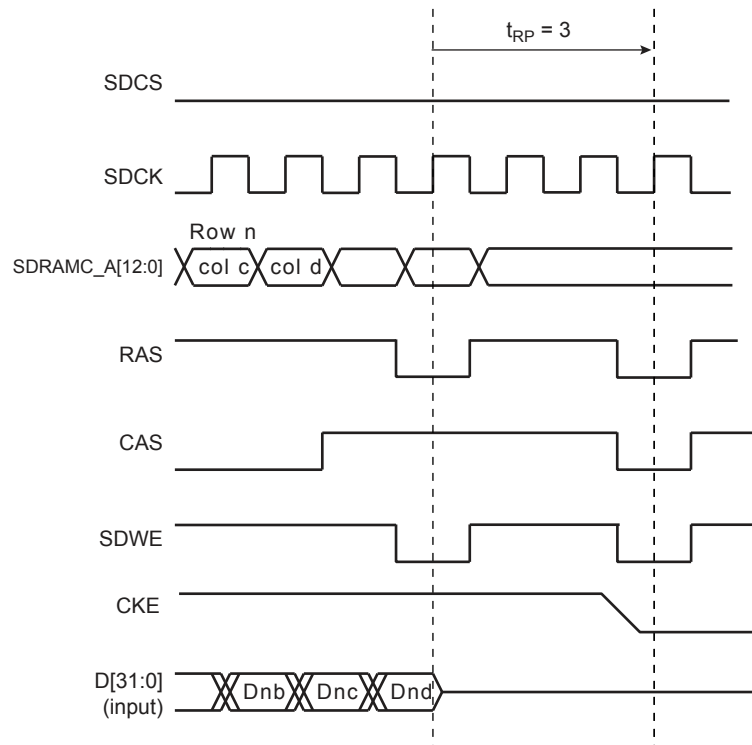 t_RP = 3
SDCS
SDCK
Row n
SDRAMC_A[12:0]
col c col d
RAS
CAS
SDWE
CKE
D[31:0]
(input)
Dnb Dnc Dnd